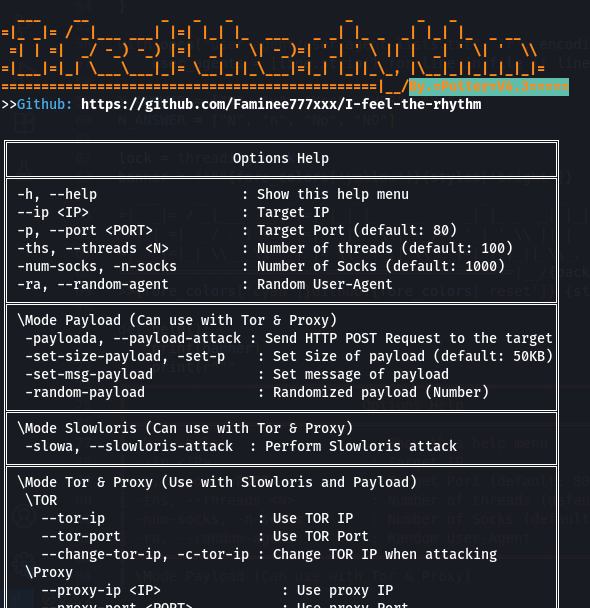 By.=Polter=V4.3=====
>>Github: https://github.com/Faminee777xxx/I-feel-the-rhythm
Options Help
-h, --help : Show this help menu
--ip <IP> : Target IP
-p, --port <PORT> : Target Port (default: 80)
-ths, --threads <N> : Number of threads (default: 100)
-num-socks, -n-socks : Number of Socks (default: 1000)
-ra, --random-agent : Random User-Agent
\Mode Payload (Can use with Tor & Proxy)
-payloada, --payload-attack : Send HTTP POST Request to the target
-set-size-payload, -set-p : Set Size of payload (default: 50KB)
-set-msg-payload : Set message of payload
-random-payload : Randomized payload (Number)
\Mode Slowloris (Can use with Tor & Proxy)
-slowa, --slowloris-attack : Perform Slowloris attack
\Mode Tor & Proxy (Use with Slowloris and Payload)
\TOR
--tor-ip : Use TOR IP
--tor-port : Use TOR Port
--change-tor-ip, -c-tor-ip : Change TOR IP when attacking
\Proxy
--proxy-ip <IP> : Use proxy IP
--proxy-port <PORT> : Use proxy Port